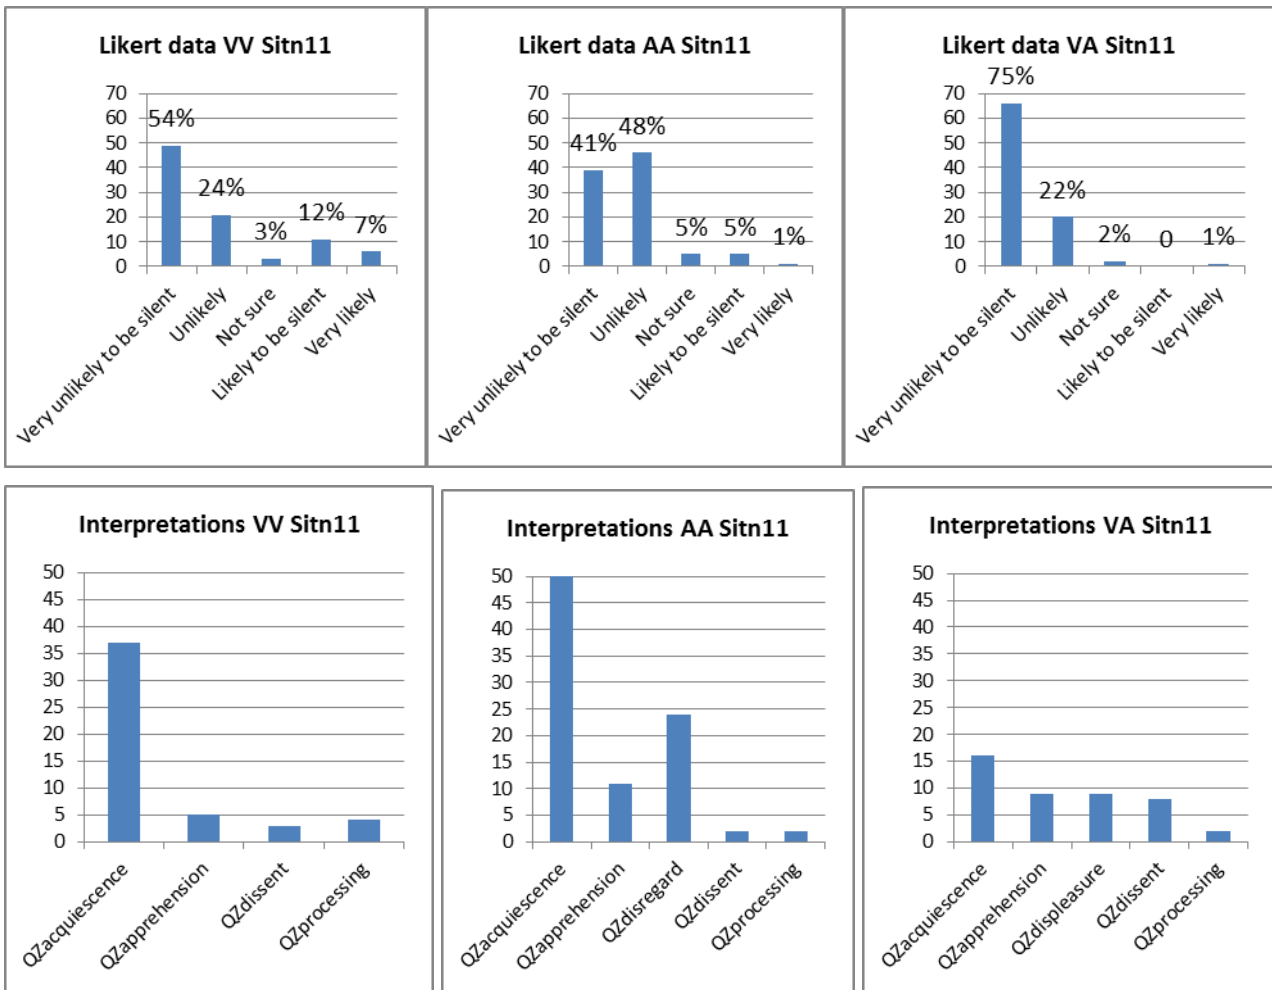 Likert data VV Sitn11
70
60
50
40
30
20
10
0
54%
24%
3%
12%
7%
Very unlikely to be silent
Unlikely
Not sure
Likely to be silent
Very likely
Likert data AA Sitn11
70
60
50
40
30
20
10
0
41%
48%
5%
5%
1%
Very unlikely to be silent
Unlikely
Not sure
Likely to be silent
Very likely
Likert data VA Sitn11
70
60
50
40
30
20
10
0
75%
22%
2%
0
1%
Very unlikely to be silent
Unlikely
Not sure
Likely to be silent
Very likely
Interpretations VV Sitn11
50
45
40
35
30
25
20
15
10
5
0
QZacquiescence
QZapprehension
QZdissent
QZprocessing
Interpretations AA Sitn11
50
45
40
35
30
25
20
15
10
5
0
QZacquiescence
QZapprehension
QZdisregard
QZdissent
QZprocessing
Interpretations VA Sitn11
50
45
40
35
30
25
20
15
10
5
0
QZacquiescence
QZapprehension
QZdispleasure
QZdissent
QZprocessing